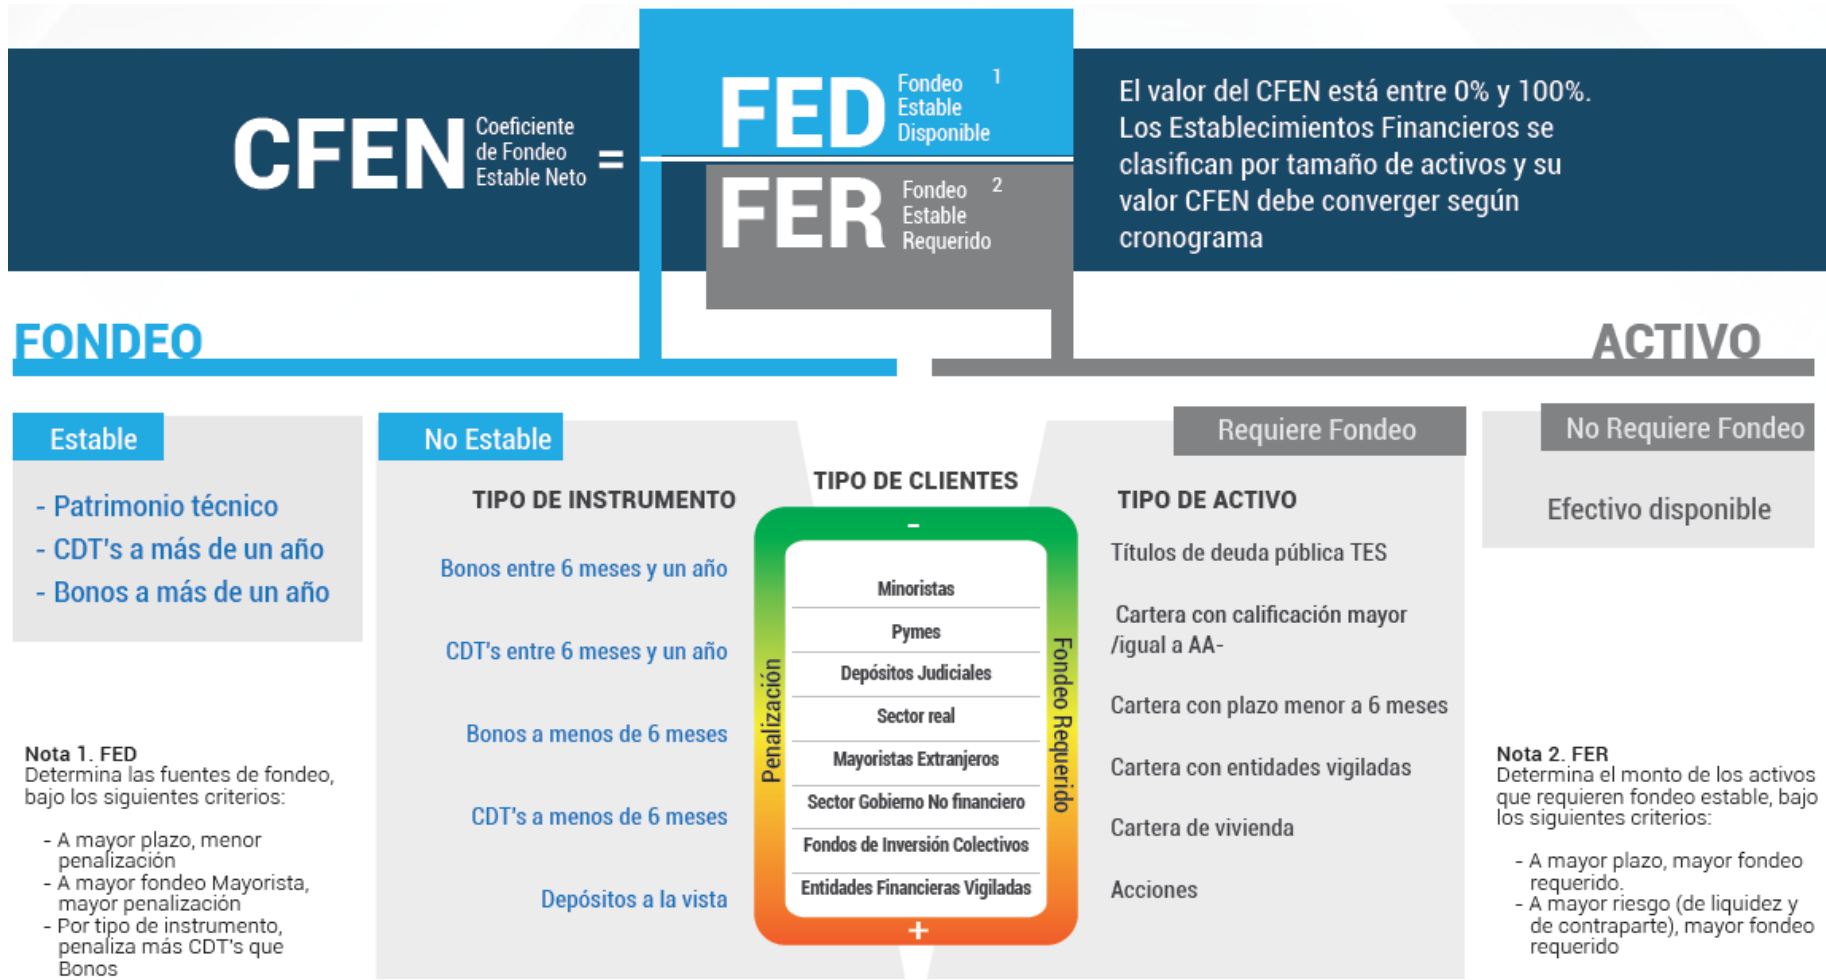 CFEN
Coeficiente
de Fondeo
Estable Neto
=
FED
Fondeo 1
Estable
Disponible
FER
Fondeo 2
Estable
Requerido
El valor del CFEN está entre 0% y 100%.
Los Establecimientos Financieros se
clasifican por tamaño de activos y su
valor CFEN debe converger según
cronograma
FONDEO
ACTIVO
Estable
- Patrimonio técnico
- CDT's a más de un año
- Bonos a más de un año
No Estable
TIPO DE INSTRUMENTO
Bonos entre 6 meses y un año
CDT's entre 6 meses y un año
Bonos a menos de 6 meses
CDT's a menos de 6 meses
Depósitos a la vista
TIPO DE CLIENTES
-
Penalización
Minoristas
Pymes
Depósitos Judiciales
Sector real
Mayoristas Extranjeros
Sector Gobierno No financiero
Fondos de Inversión Colectivos
Entidades Financieras Vigiladas
Fondeo Requerido
+
Requiere Fondeo
TIPO DE ACTIVO
Títulos de deuda pública TES
Cartera con calificación mayor
/igual a AA-
Cartera con plazo menor a 6 meses
Cartera con entidades vigiladas
Cartera de vivienda
Acciones
No Requiere Fondeo
Efectivo disponible
Nota 1. FED
Determina las fuentes de fondeo,
bajo los siguientes criterios:
- A mayor plazo, menor
penalización
- A mayor fondeo Mayorista,
mayor penalización
- Por tipo de instrumento,
penaliza más CDT's que
Bonos
Nota 2. FER
Determina el monto de los activos
que requieren fondeo estable, bajo
los siguientes criterios:
- A mayor plazo, mayor fondeo
requerido.
- A mayor riesgo (de liquidez y
de contraparte), mayor fondeo
requerido